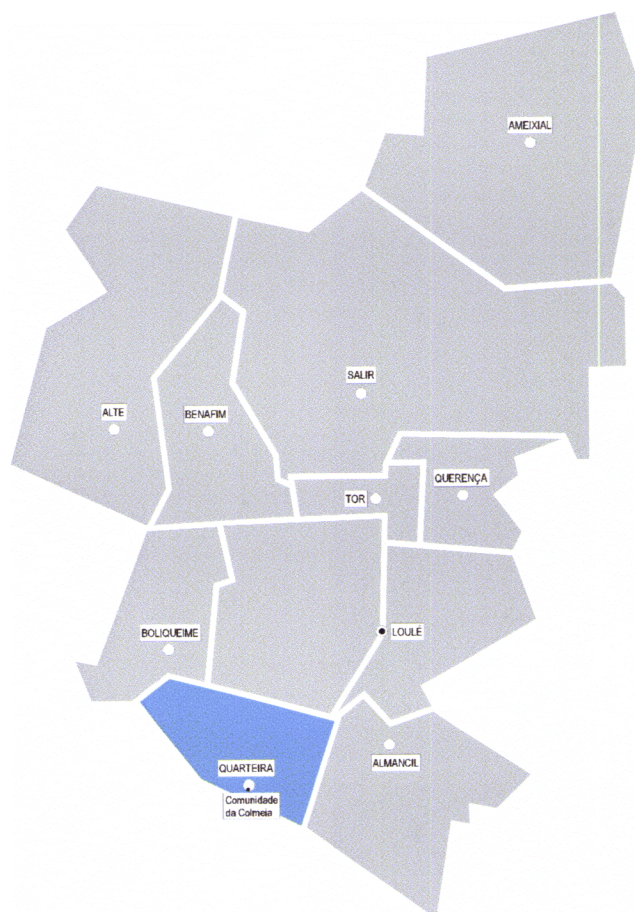 AMEIXIAL
SALIR
ALTE
BENAFIM
QUERENÇA
TOR
BOLIQUEIME
LOULÉ
QUARTEIRA
ALMANCIL
Comunidade
da Colmeia